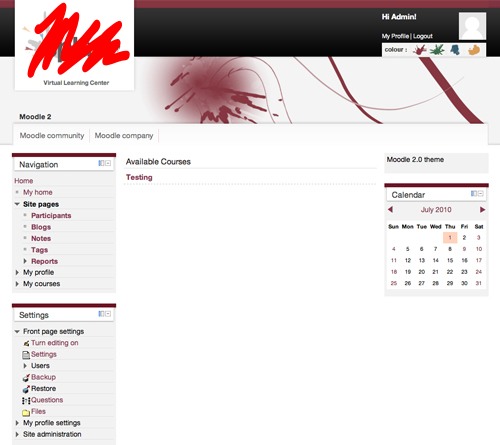 Hi Admin!
My Profile | Logout
colour :
Virtual Learning Center
Moodle 2
Moodle community
Moodle company
Navigation
Home
My home
Site pages
Participants
Blogs
Notes
Tags
Reports
My profile
My courses
Settings
Front page settings
Turn editing on
Settings
Users
Backup
Restore
Questions
Files
My profile settings
Site administration
Available Courses
Testing
Moodle 2.0 theme
Calendar
July 2010
Sun Mon Tue Wed Thu Fri Sat
1 2 3
4 5 6 7 8 9 10
11 12 13 14 15 16 17
18 19 20 21 22 23 24
25 26 27 28 29 30 31